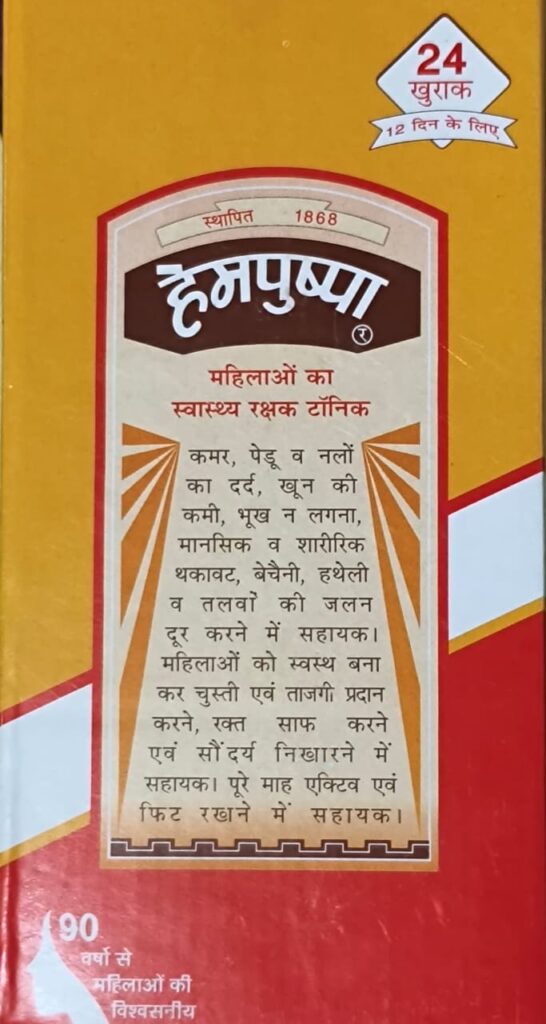 24
खुराक
12 दिन के लिए
स्थापित 1868
हेमपुष्पा
र
महिलाओं का
स्वास्थ्य रक्षक टॉनिक
कमर, पेडू व नलों
का दर्द, खून की
कमी, भूख न लगना,
मानसिक व शारीरिक
थकावट, बेचैनी, हथेली
व तलवों की जलन
दूर करने में सहायक।
महिलाओं को स्वस्थ बना
कर चुस्ती एवं ताजगी प्रदान
करने, रक्त साफ करने
एवं सौंदर्य निखारने में
सहायक। पूरे माह एक्टिव एवं
फिट रखने में सहायक।
90
वर्षो से
महिलाओं की
विश्वसनीय